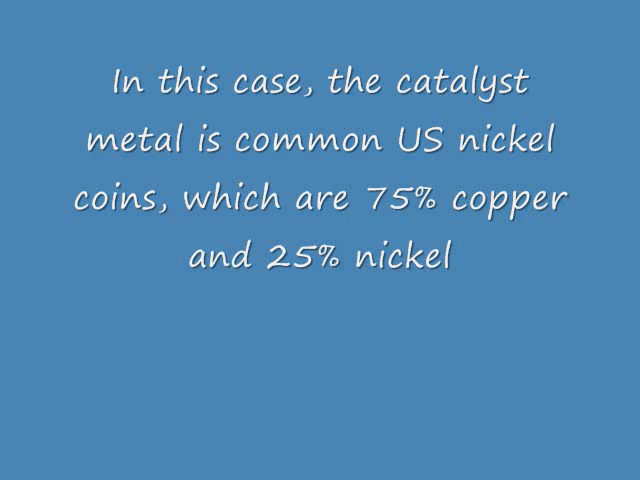 In this case, the catalyst
metal is common US nickel
coins, which are 75% copper
and 25% nickel